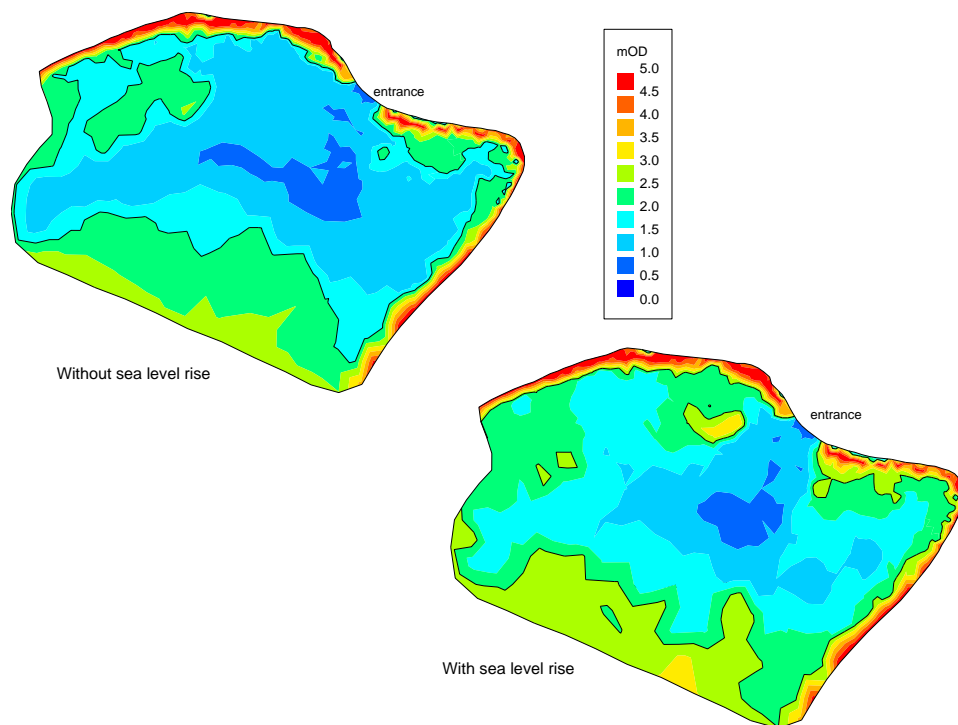 mOD
5.0
4.5
4.0
3.5
3.0
2.5
2.0
1.5
1.0
0.5
0.0
entrance
Without sea level rise
entrance
With sea level rise